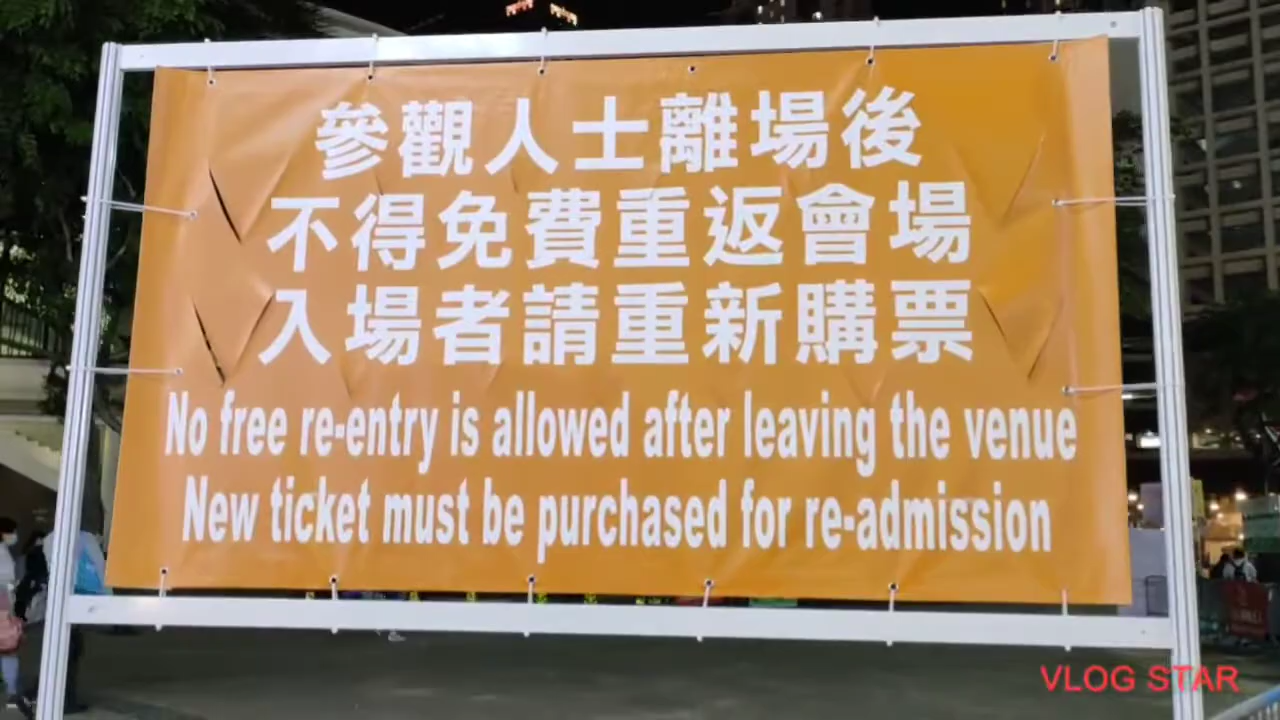 參觀人士離場後
不得免費重返會場
入場者請重新購票
No free re-entry is allowed after leaving the venue
New ticket must be purchased for re-admission
VLOG STAR